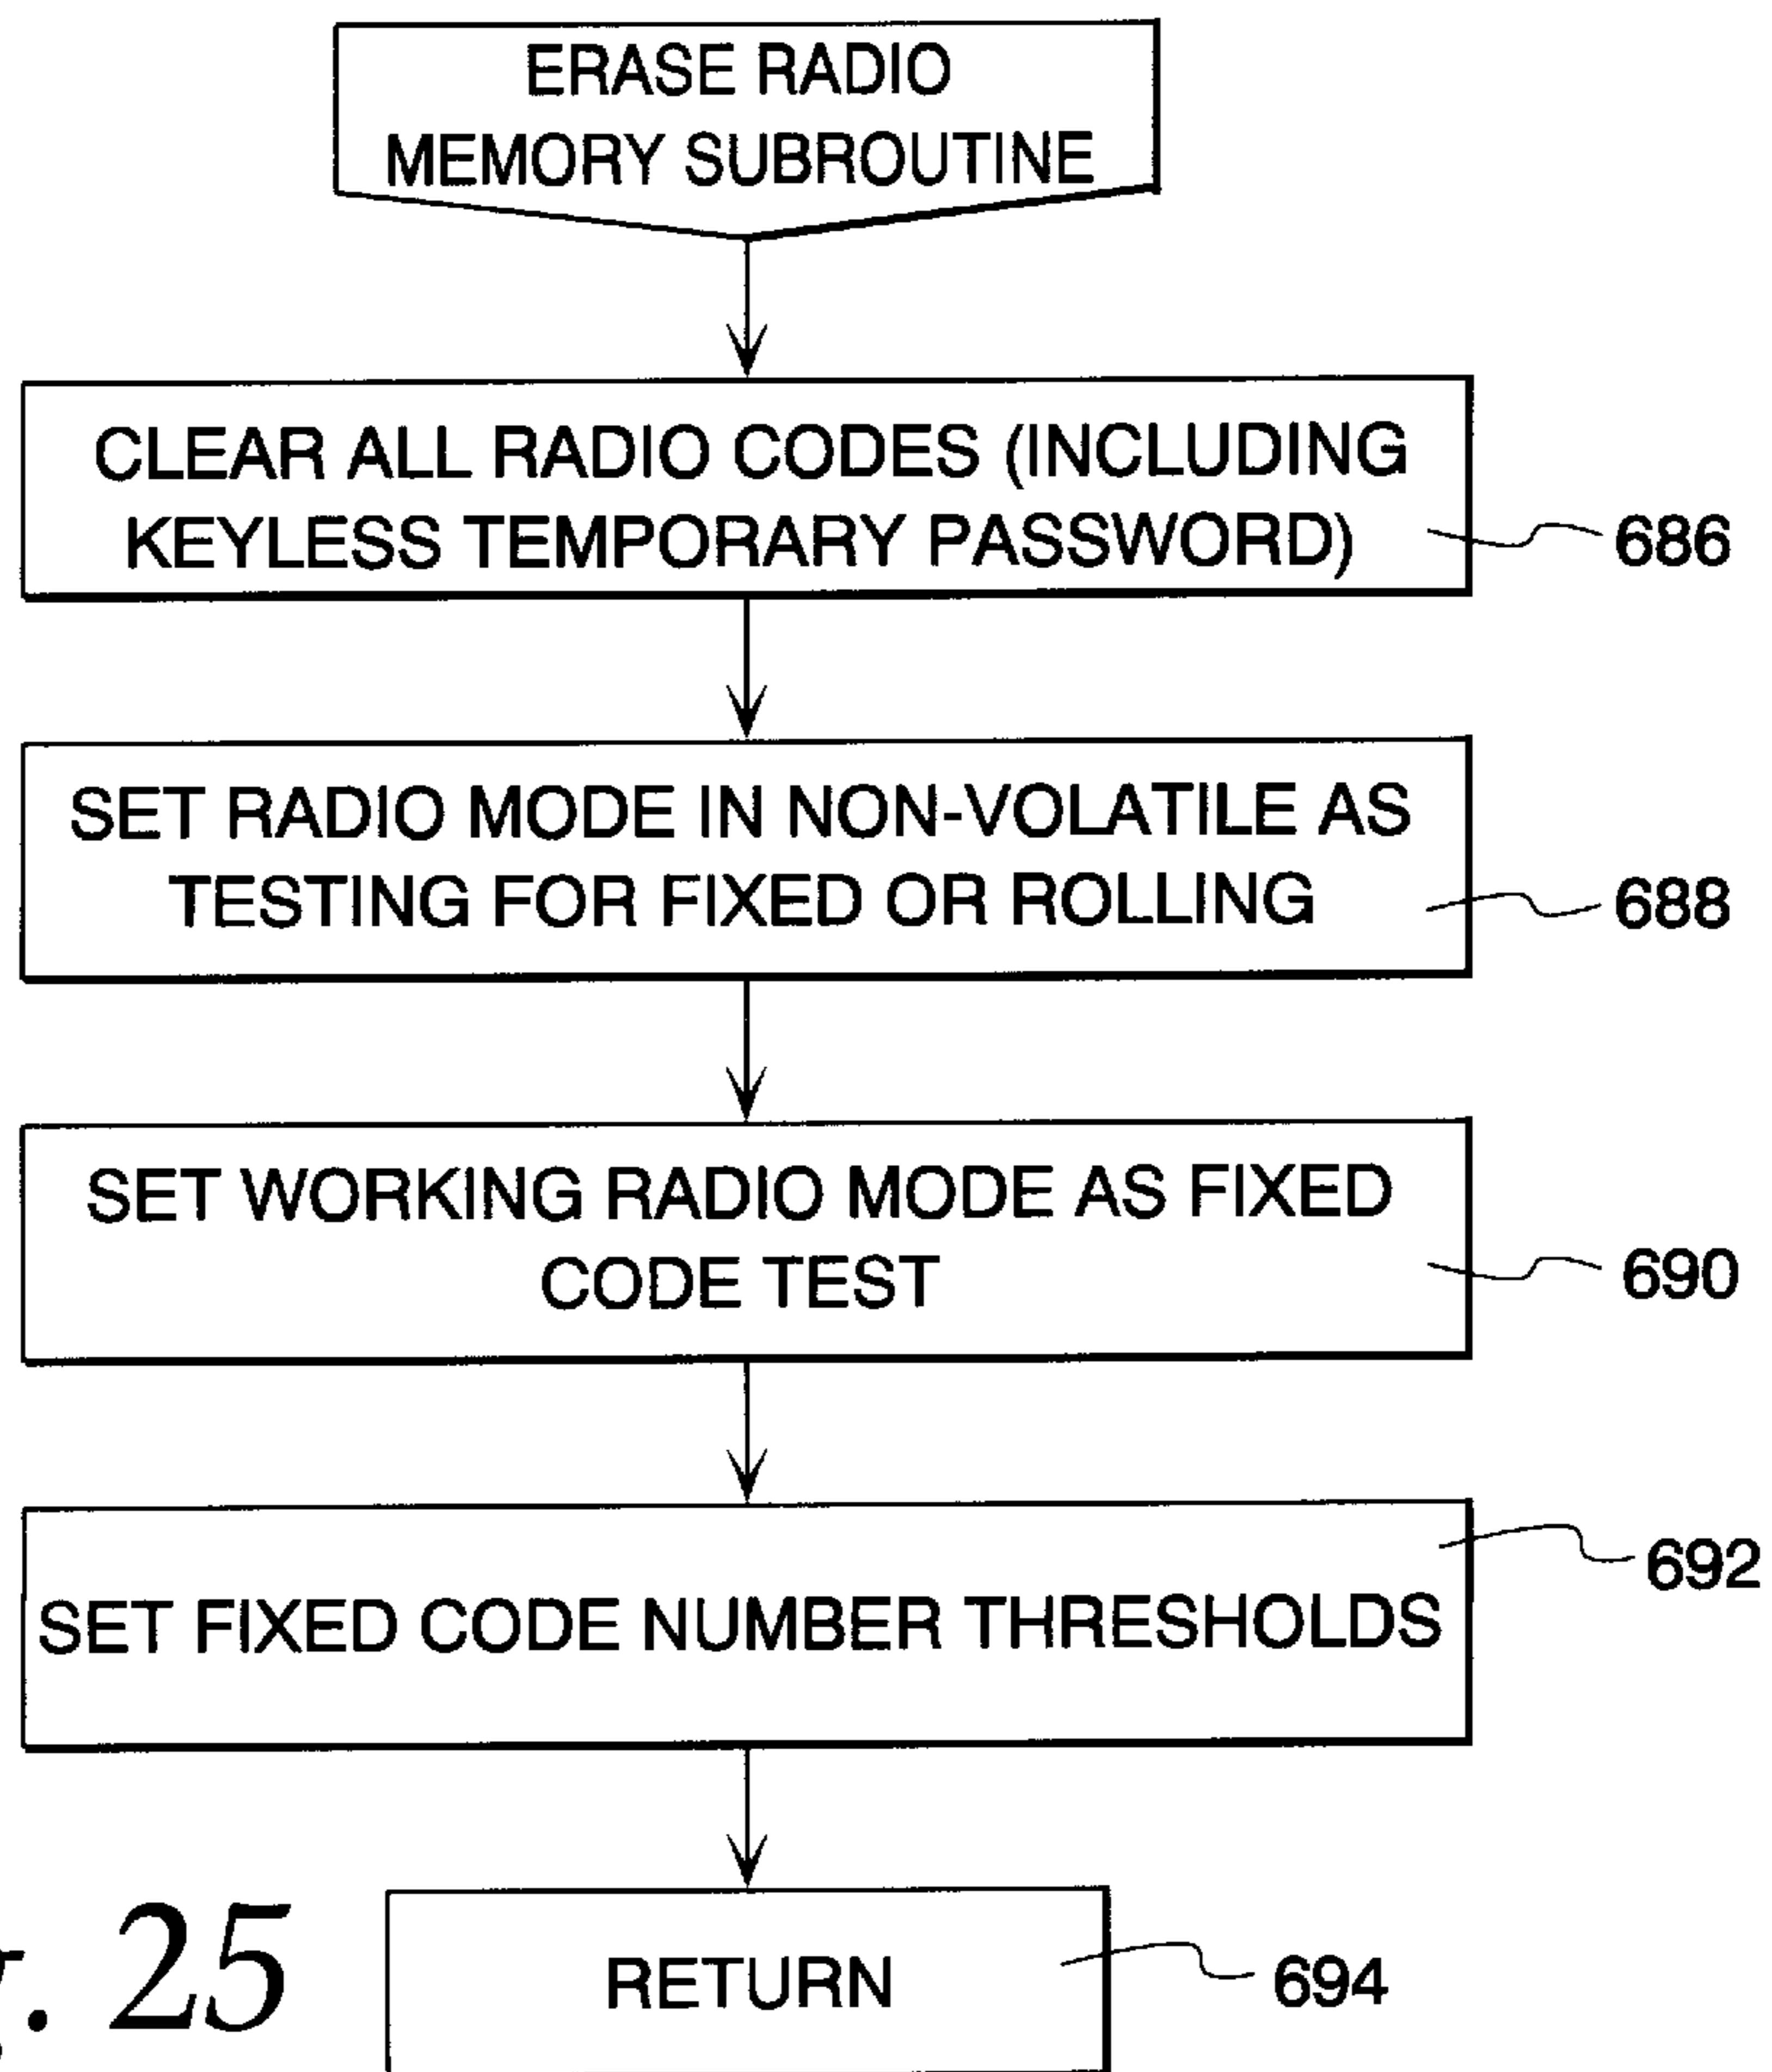 ERASE RADIO
MEMORY SUBROUTINE
CLEAR ALL RADIO CODES (INCLUDING
KEYLESS TEMPORARY PASSWORD)
686
SET RADIO MODE IN NON-VOLATILE AS
TESTING FOR FIXED OR ROLLING
688
SET WORKING RADIO MODE AS FIXED
CODE TEST
690
692
SET FIXED CODE NUMBER THRESHOLDS
RETURN
694
25